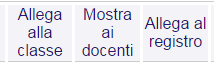 Allega
alla
classe
Mostra
ai
docenti
Allega al
registro